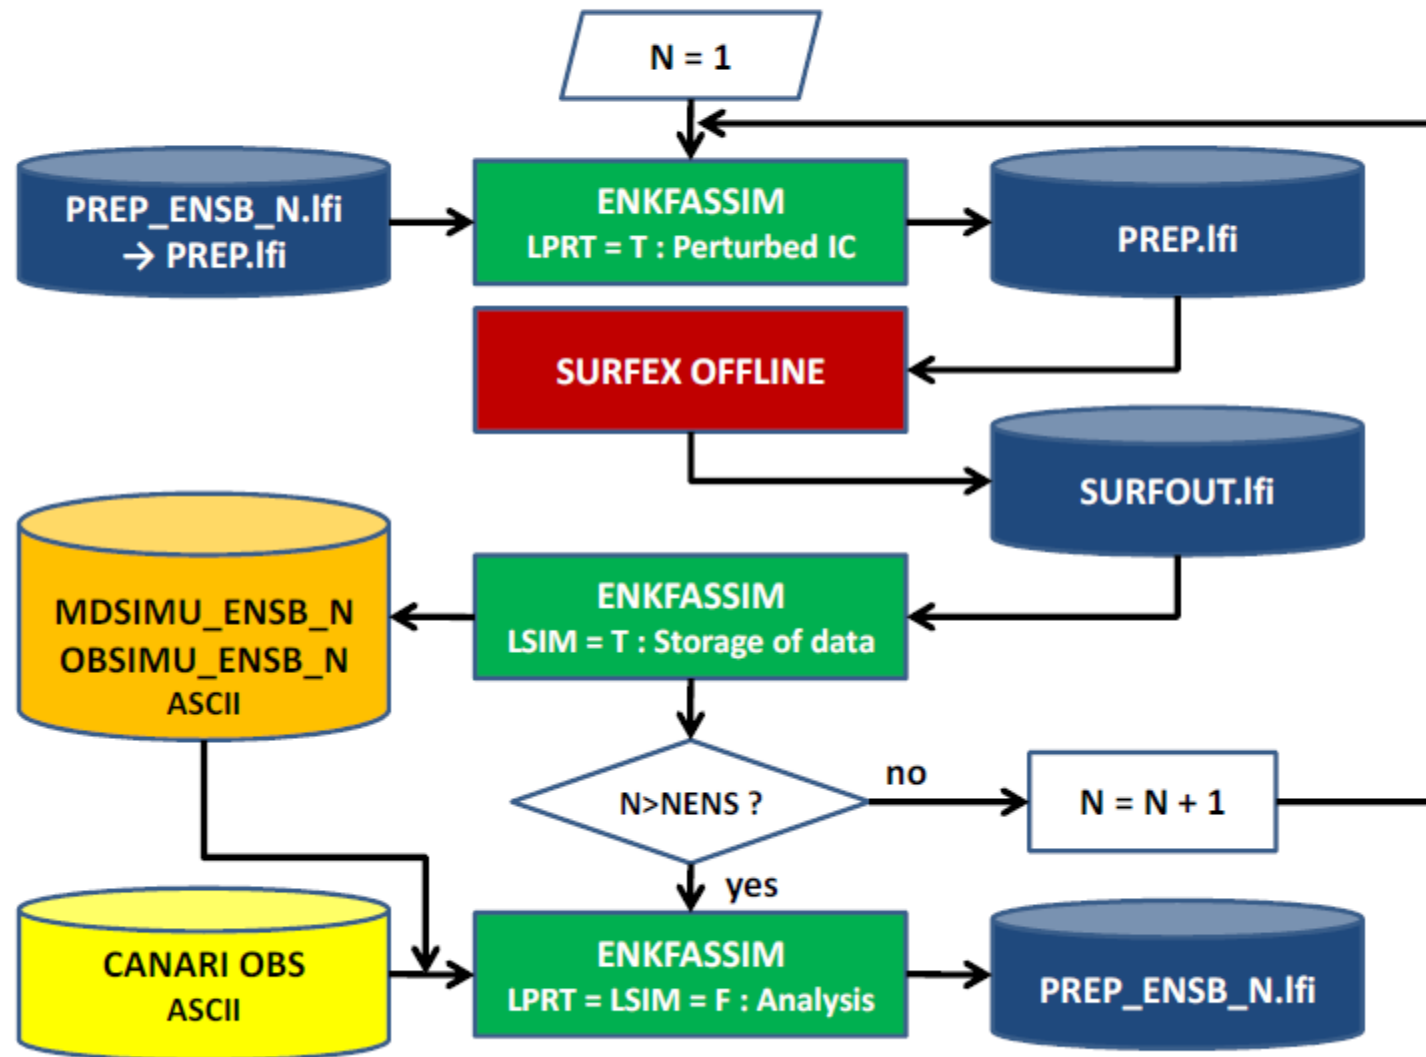 N = 1
PREP_ENSB_N.lfi
→ PREP.lfi
ENKFASSIM
LPRT = T : Perturbed IC
PREP.lfi
SURFEX OFFLINE
SURFOUT.lfi
MDSIMU_ENSB_N
OBSIMU_ENSB_N
ASCII
ENKFASSIM
LSIM = T : Storage of data
N>NENS ?
no
N = N + 1
yes
CANARI OBS
ASCII
ENKFASSIM
LPRT = LSIM = F : Analysis
PREP_ENSB_N.lfi